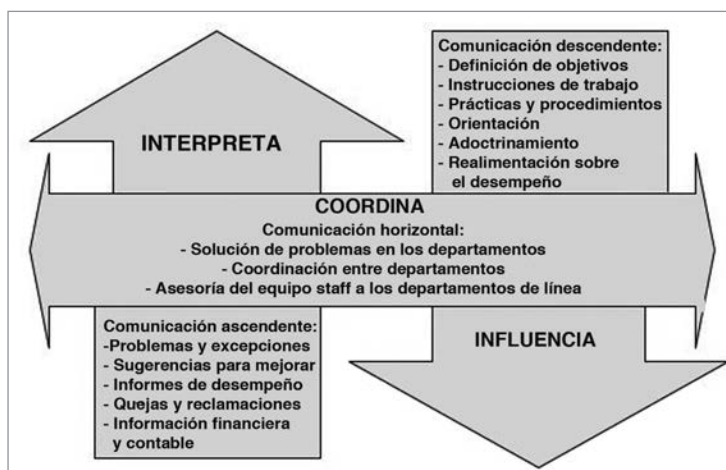 INTERPRETA
Comunicación descendente:
- Definición de objetivos
- Instrucciones de trabajo
- Prácticas y procedimientos
- Orientación
- Adoctrinamiento
- Realimentación sobre
el desempeño
COORDINA
Comunicación horizontal:
- Solución de problemas en los departamentos
- Coordinación entre departamentos
- Asesoría del equipo staff a los departamentos de línea
Comunicación ascendente:
-Problemas y excepciones
- Sugerencias para mejorar
- Informes de desempeño
- Quejas y reclamaciones
- Información financiera
y contable
INFLUENCIA